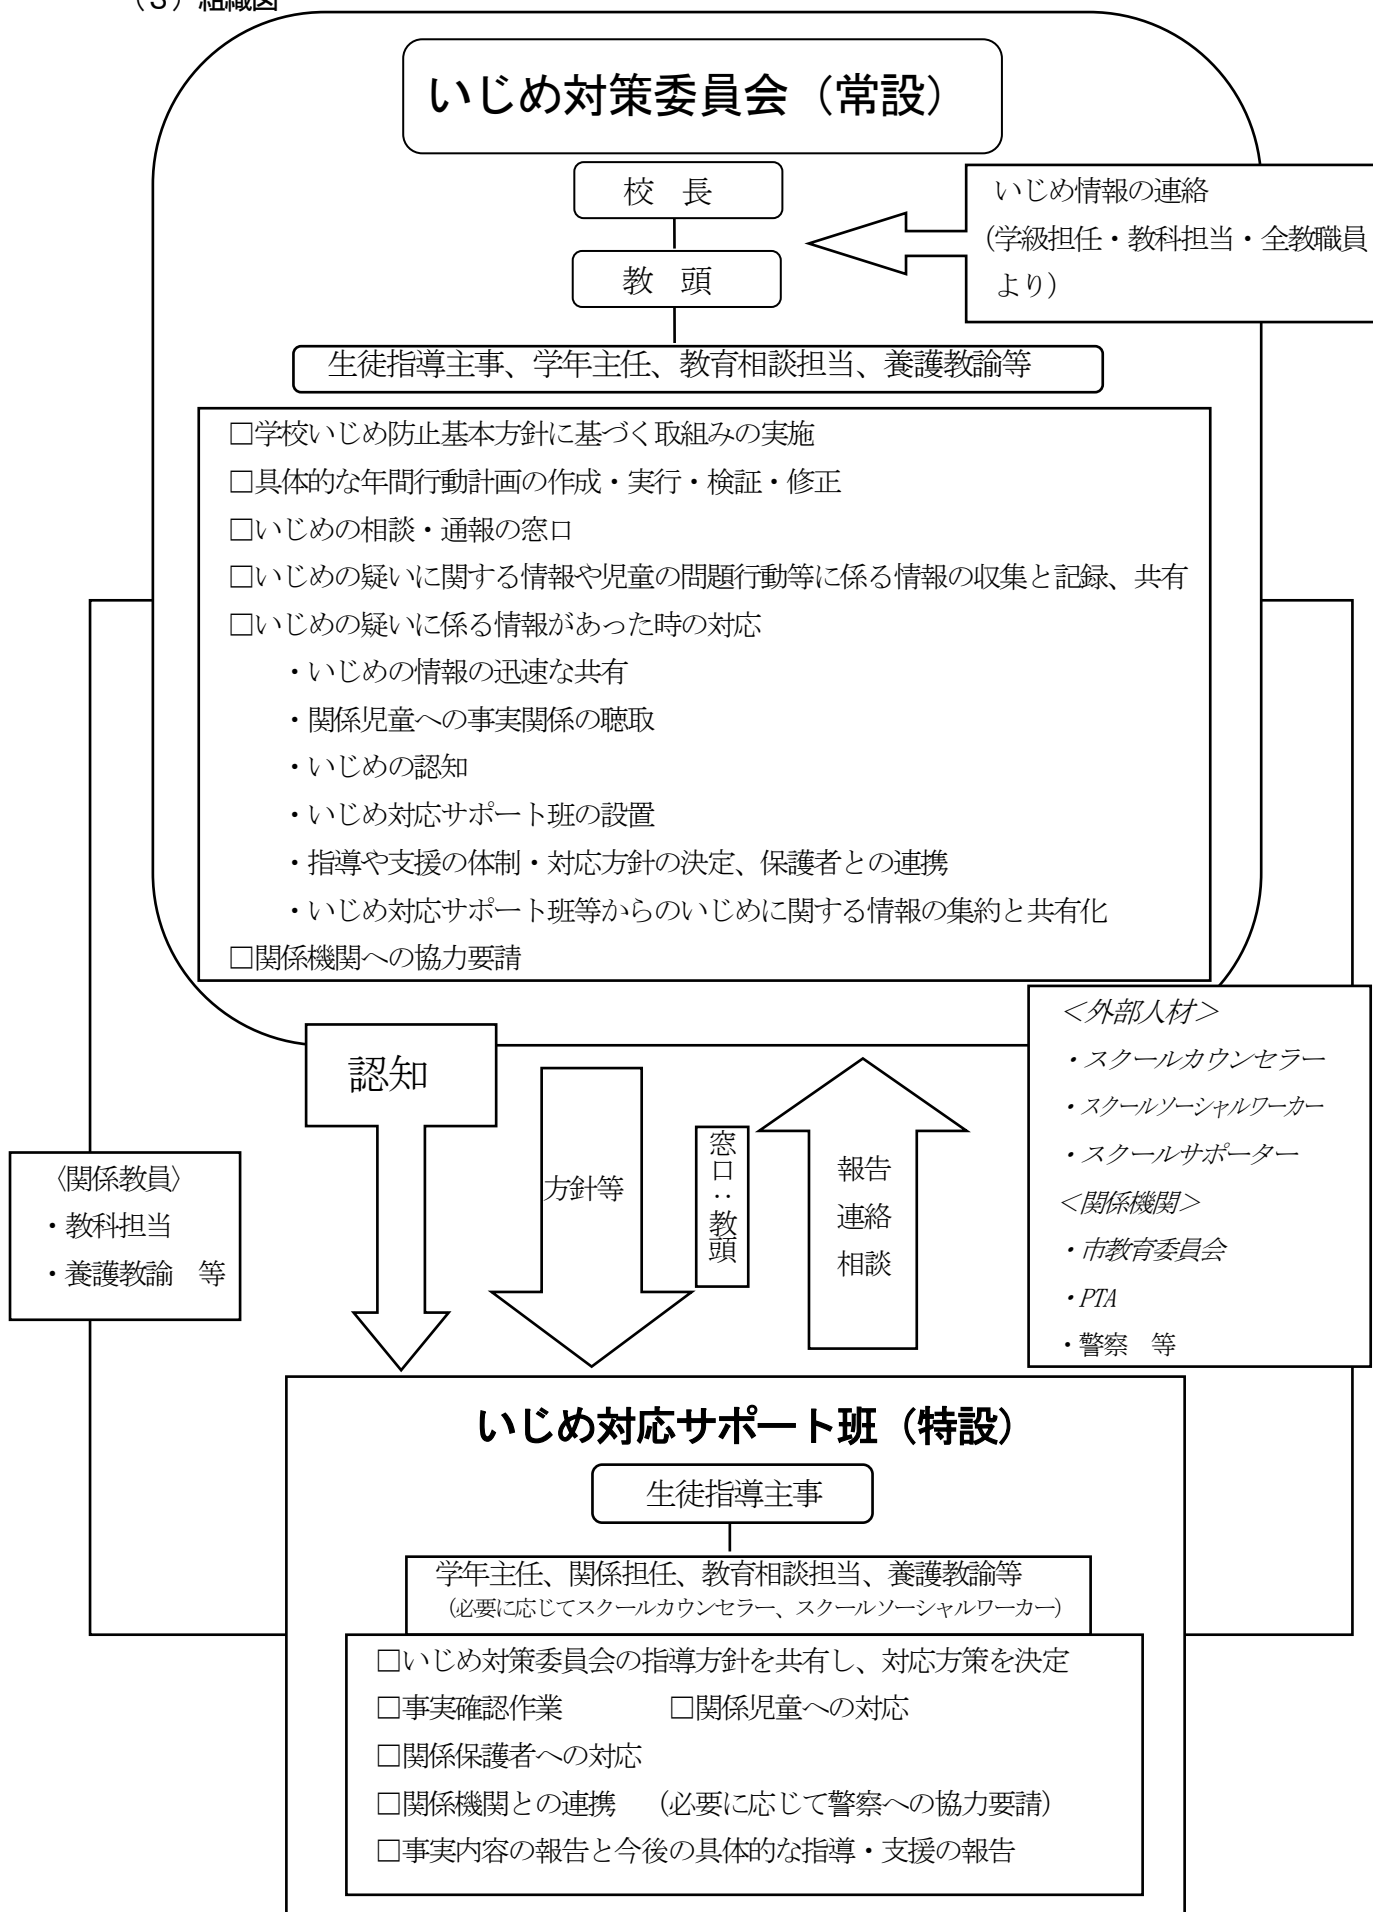 （３）組織図
いじめ対策委員会（常設）
校　長
いじめ情報の連絡
（学級担任・教科担当・全教職員
より）
教　頭
生徒指導主事、学年主任、教育相談担当、養護教諭等
□学校いじめ防止基本方針に基づく取組みの実施
□具体的な年間行動計画の作成・実行・検証・修正
□いじめの相談・通報の窓口
□いじめの疑いに関する情報や児童の問題行動等に係る情報の収集と記録、共有
□いじめの疑いに係る情報があった時の対応
・いじめの情報の迅速な共有
・関係児童への事実関係の聴取
・いじめの認知
・いじめ対応サポート班の設置
・指導や支援の体制・対応方針の決定、保護者との連携
・いじめ対応サポート班等からのいじめに関する情報の集約と共有化
□関係機関への協力要請
認知
〈関係教員〉
・教科担当
・養護教諭　等
方針等
窓口：教頭
報告
連絡
相談
＜外部人材＞
・スクールカウンセラー
・スクールソーシャルワーカー
・スクールサポーター
＜関係機関＞
・市教育委員会
・PTA
・警察　等
いじめ対応サポート班（特設）
生徒指導主事
学年主任、関係担任、教育相談担当、養護教諭等
（必要に応じてスクールカウンセラー、スクールソーシャルワーカー）
□いじめ対策委員会の指導方針を共有し、対応方策を決定
□事実確認作業　　　　□関係児童への対応
□関係保護者への対応
□関係機関との連携　（必要に応じて警察への協力要請）
□事実内容の報告と今後の具体的な指導・支援の報告